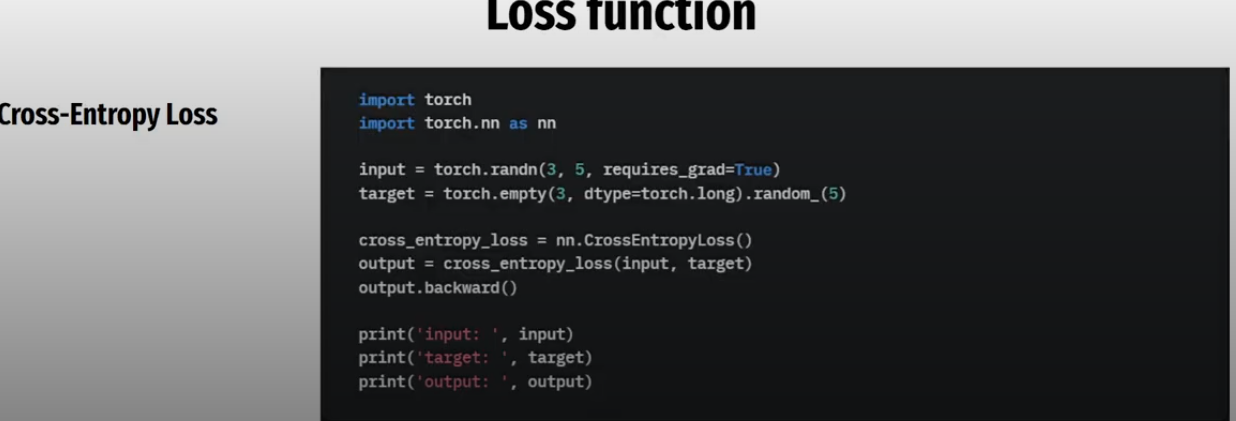 Loss function
Cross-Entropy Loss
import torch
import torch.nn as nn
input = torch.randn(3, 5, requires_grad=True)
target = torch.empty(3, dtype=torch.long).random_(5)
cross_entropy_loss = nn.CrossEntropyLoss()
output = cross_entropy_loss(input, target)
output.backward()
print('input: ', input)
print('target: ', target)
print('output: ', output)